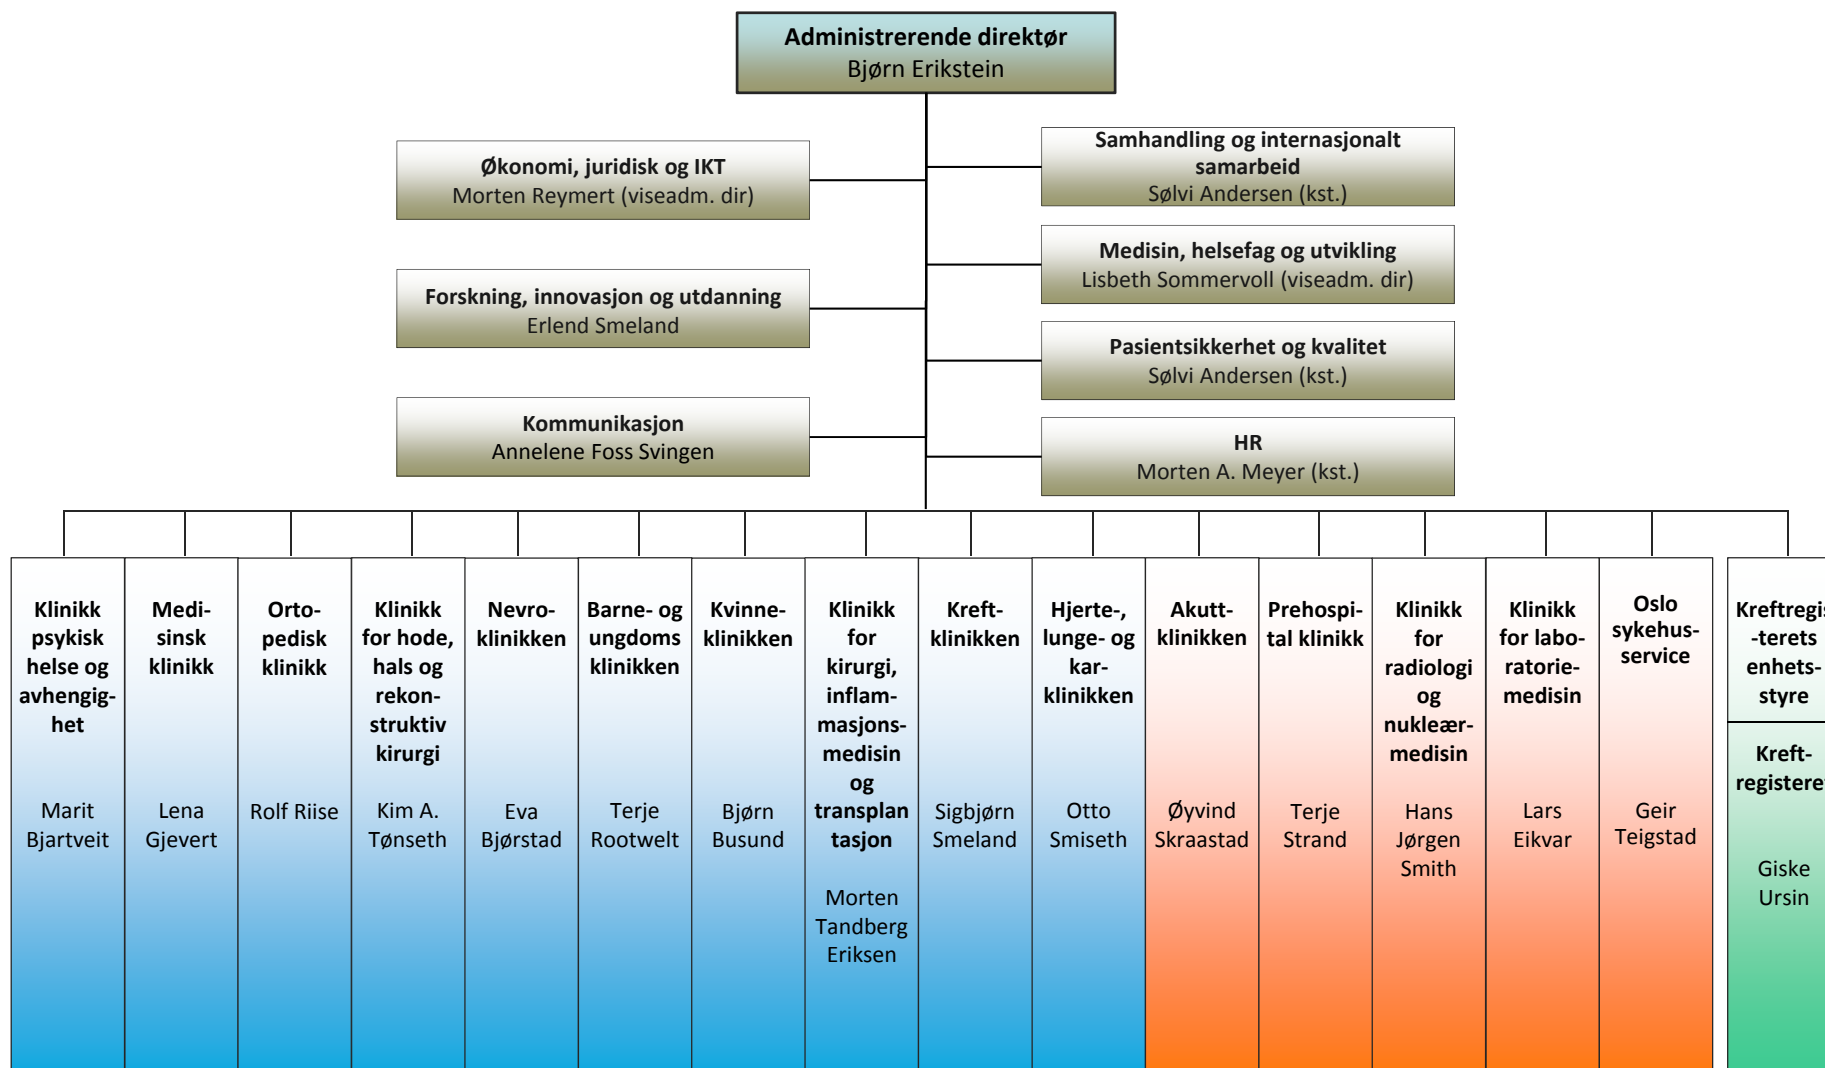 Administrerende direktør
Bjørn Erikstein
Økonomi, juridisk og IKT
Morten Reymert (viseadm. dir)
Forskning, innovasjon og utdanning
Erlend Smeland
Kommunikasjon
Annelene Foss Svingen
Samhandling og internasjonalt
samarbeid
Sølvi Andersen (kst.)
Medisin, helsefag og utvikling
Lisbeth Sommervoll (viseadm. dir)
Pasientsikkerhet og kvalitet
Sølvi Andersen (kst.)
HR
Morten A. Meyer (kst.)
Klinikk
psykisk
helse og
avhengig-
het
Marit
Bjartveit
Medi-
sinsk
klinikk
Lena
Gjevert
Orto-
pedisk
klinikk
Rolf Riise
Klinikk
for hode,
hals og
rekon-
struktiv
kirurgi
Kim A.
Tønseth
Nevro-
klinikken
Eva
Bjørstad
Barne- og
ungdoms
klinikken
Terje
Rootwelt
Kvinne-
klinikken
Bjørn
Busund
Klinikk
for
kirurgi,
inflam-
masjons-
medisin
og
transplan
tasjon
Morten
Tandberg
Eriksen
Kreft-
klinikken
Sigbjørn
Smeland
Hjerte-,
lunge- og
kar-
klinikken
Otto
Smiseth
Akutt-
klinikken
Øyvind
Skraastad
Prehospi-
tal klinikk
Terje
Strand
Klinikk
for
radiologi
og
nukleær-
medisin
Hans
Jørgen
Smith
Klinikk
for labo-
ratorie-
medisin
Lars
Eikvar
Oslo
sykehus-
service
Geir
Teigstad
Kreftregis
-terets
enhets-
styre
Kreft-
registeret
Giske
Ursin